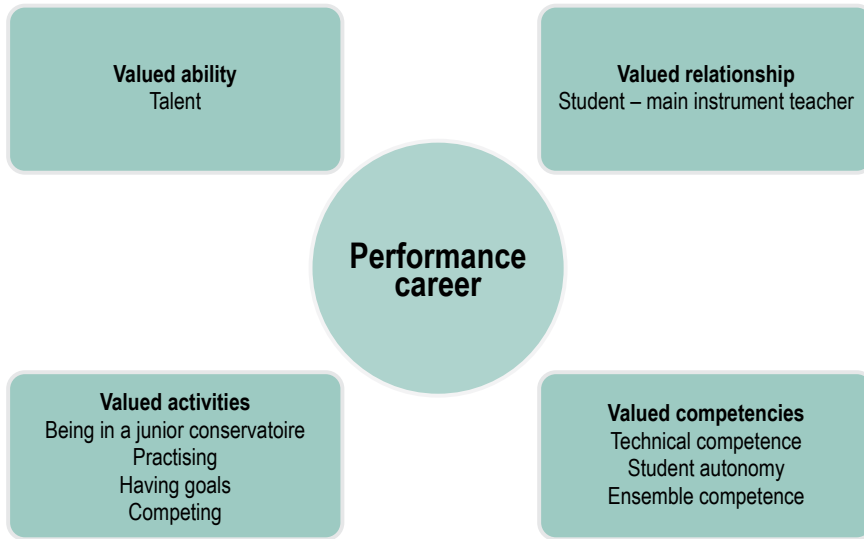 Valued ability
Talent
Valued relationship
Student – main instrument teacher
Performance
career
Valued activities
Being in a junior conservatoire
Practising
Having goals
Competing
Valued competencies
Technical competence
Student autonomy
Ensemble competence